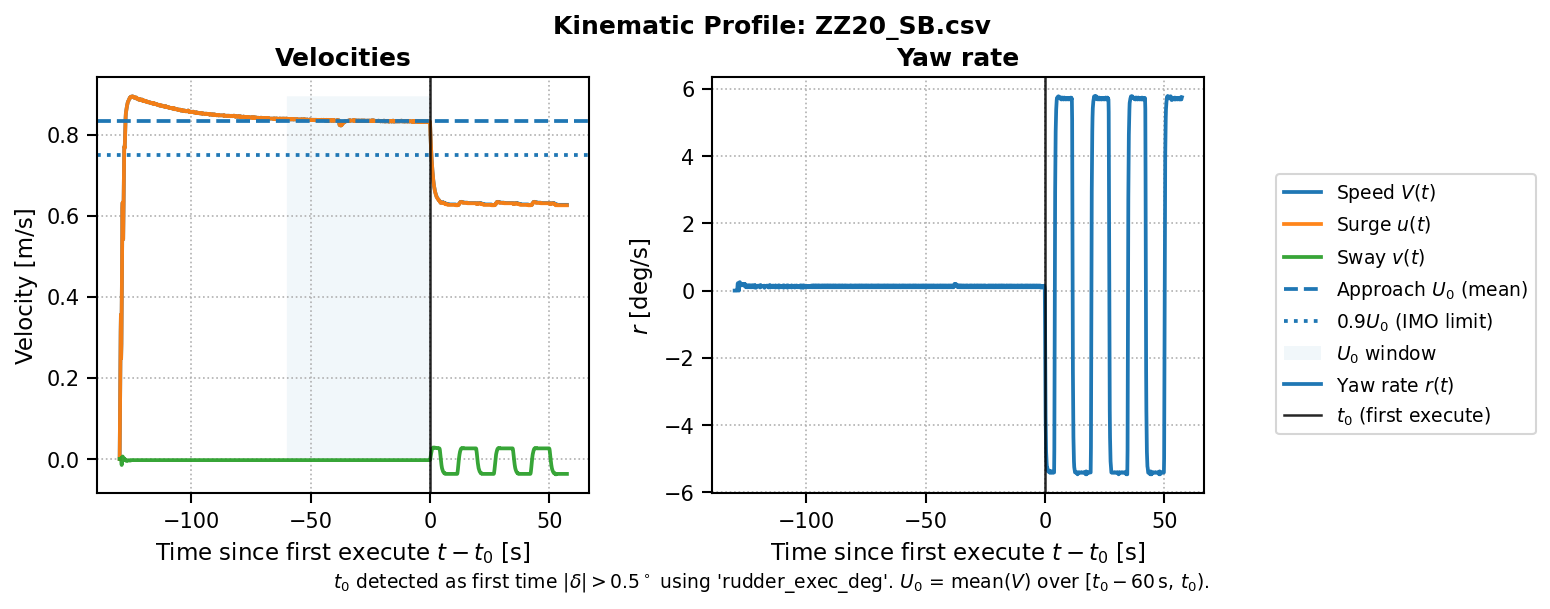 Kinematic Profile: ZZ20_SB.csv
Velocities
Velocity [m/s]
0.8
0.6
0.4
0.2
0.0
−100
−50
0
50
Time since first execute t − t₀ [s]
Yaw rate
r [deg/s]
6
4
2
0
−2
−4
−6
−100
−50
0
50
Time since first execute t − t₀ [s]
Speed V(t)
Surge u(t)
Sway v(t)
Approach U₀ (mean)
0.9U₀ (IMO limit)
U₀ window
Yaw rate r(t)
t₀ (first execute)
t₀ detected as first time |δ| > 0.5° using 'rudder_exec_deg'. U₀ = mean(V) over [t₀ − 60 s, t₀).